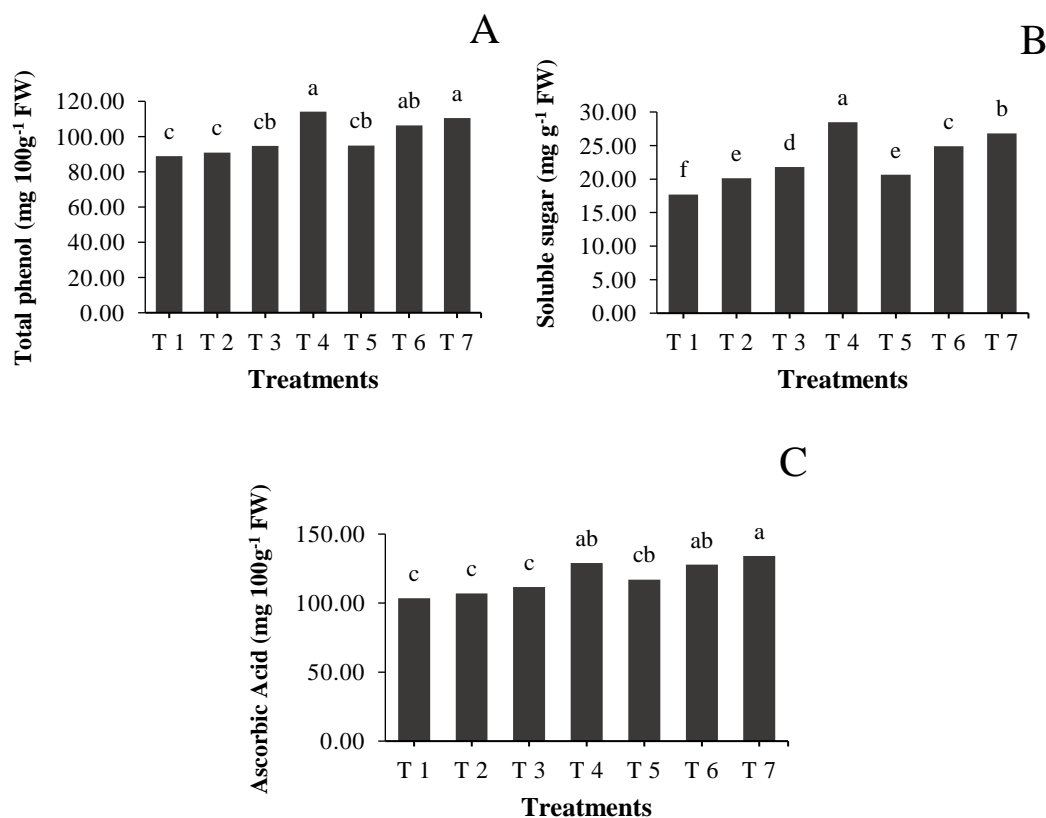 A
Total phenol (mg 100g-1 FW)
120.00
100.00
80.00
60.00
40.00
20.00
0.00
c c cb a cb ab a
T 1 T 2 T 3 T 4 T 5 T 6 T 7
Treatments
B
Soluble sugar (mg g-1 FW)
30.00
25.00
20.00
15.00
10.00
5.00
0.00
f e d a e c b
T 1 T 2 T 3 T 4 T 5 T 6 T 7
Treatments
C
Ascorbic Acid (mg 100g-1 FW)
150.00
100.00
50.00
0.00
c c c ab cb ab a
T 1 T 2 T 3 T 4 T 5 T 6 T 7
Treatments